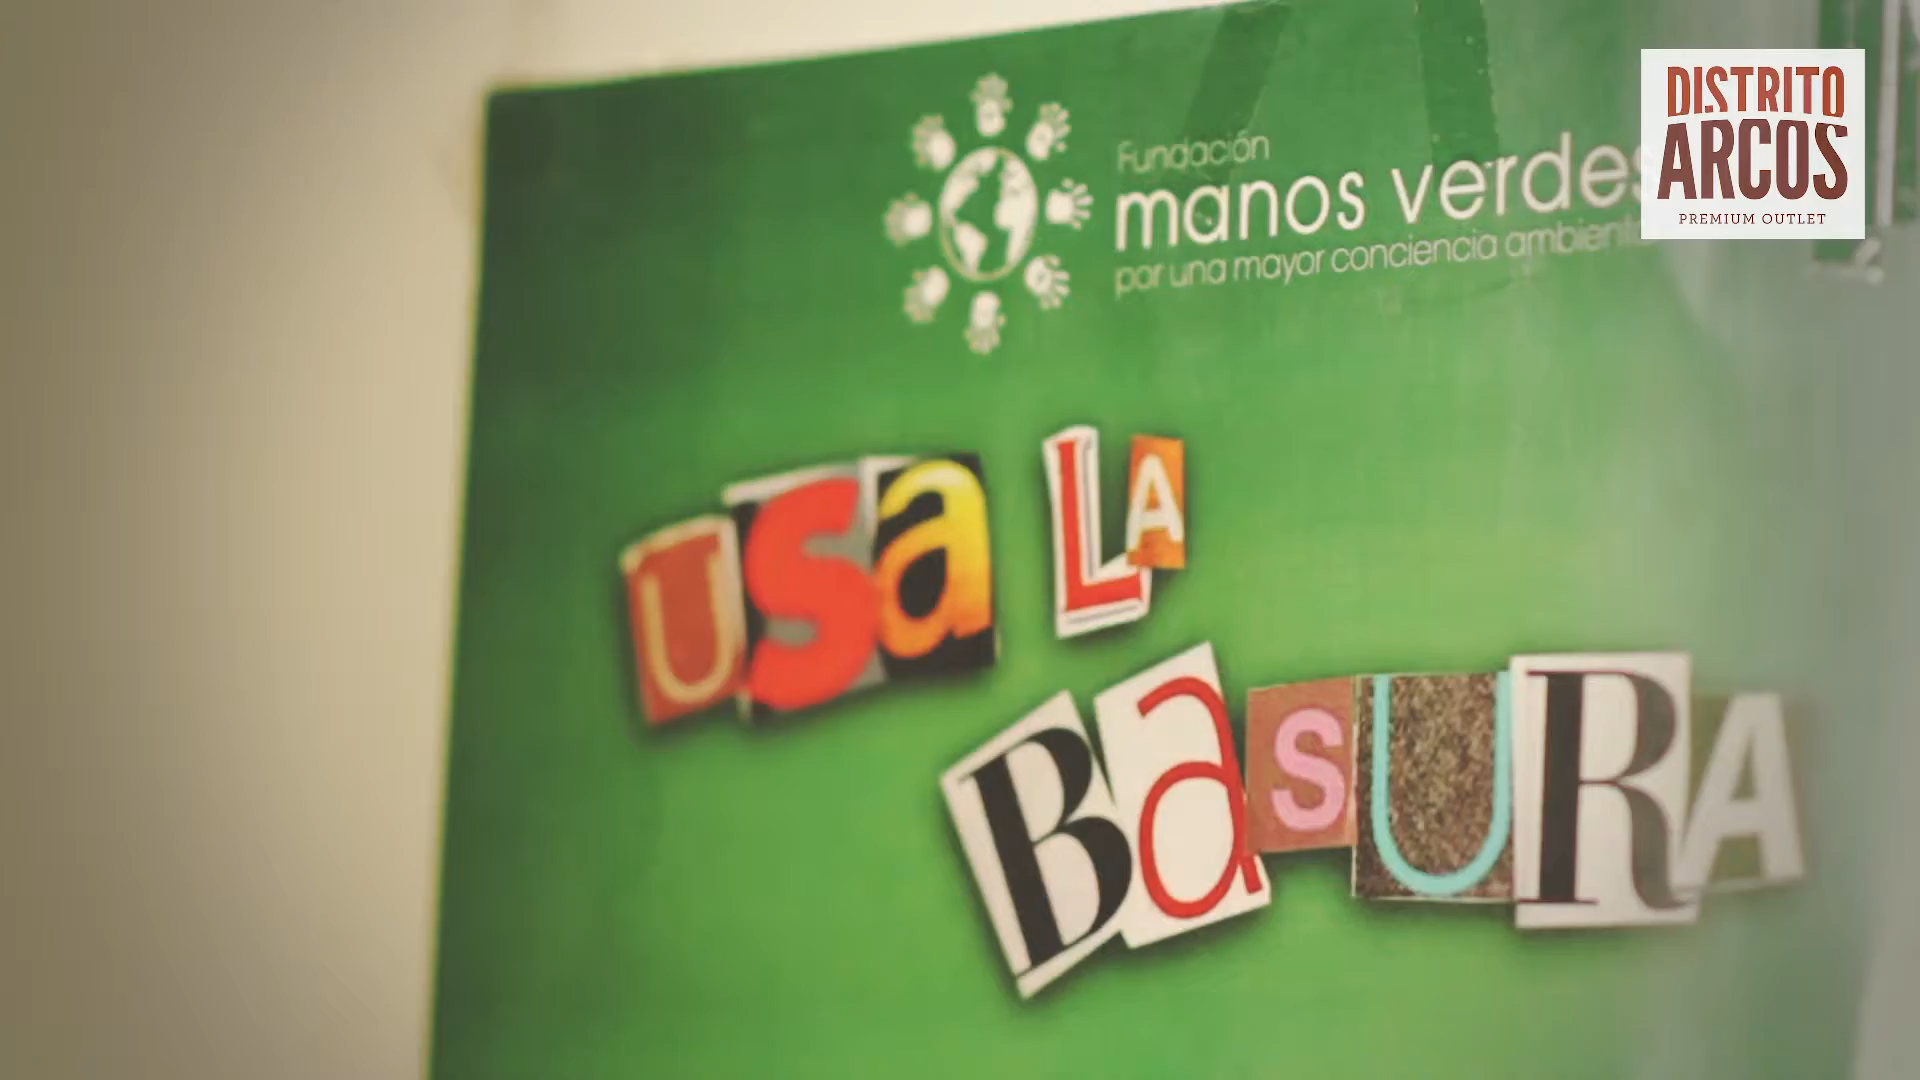 Fundación
manos verdes
por una mayor conciencia
USa LA
BasURA
DISTRITO
ARCOS
PREMIUM OUTLET